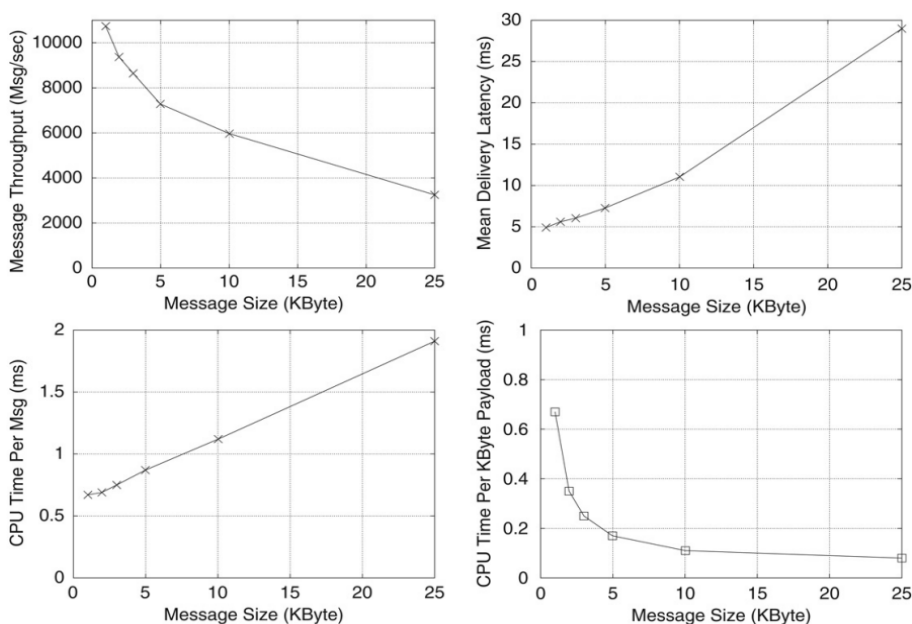 Message Throughput (Msg/sec)
10000
8000
6000
4000
2000
0
0 5 10 15 20 25
Message Size (KByte)
Mean Delivery Latency (ms)
30
25
20
15
10
5
0
0 5 10 15 20 25
Message Size (KByte)
CPU Time Per Msg (ms)
2
1.5
1
0.5
0
0 5 10 15 20 25
Message Size (KByte)
CPU Time Per KByte Payload (ms)
1
0.8
0.6
0.4
0.2
0
0 5 10 15 20 25
Message Size (KByte)